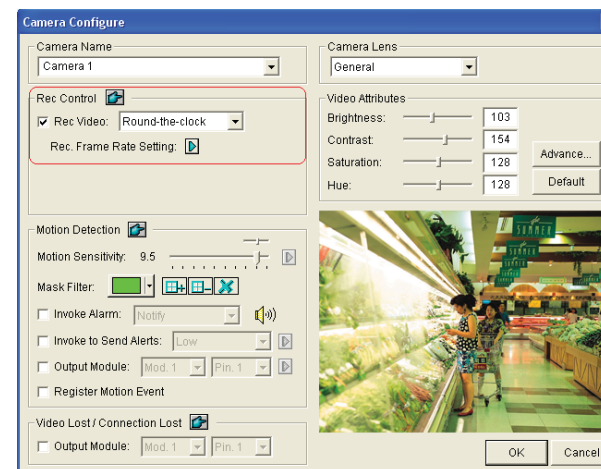 Camera Configure
Camera Name
Camera 1
Rec Control
Rec Video: Round-the-clock
Rec. Frame Rate Setting:
Motion Detection
Motion Sensitivity: 9.5
Mask Filter:
Invoke Alarm: Notify
Invoke to Send Alerts: Low
Output Module: Mod. 1 Pin. 1
Register Motion Event
Video Lost / Connection Lost
Output Module: Mod. 1 Pin. 1
Camera Lens
General
Video Attributes
Brightness: 103
Contrast: 154
Saturation: 128
Hue: 128
Advance...
Default
SUMMER
SUMMER
OK
Cancel